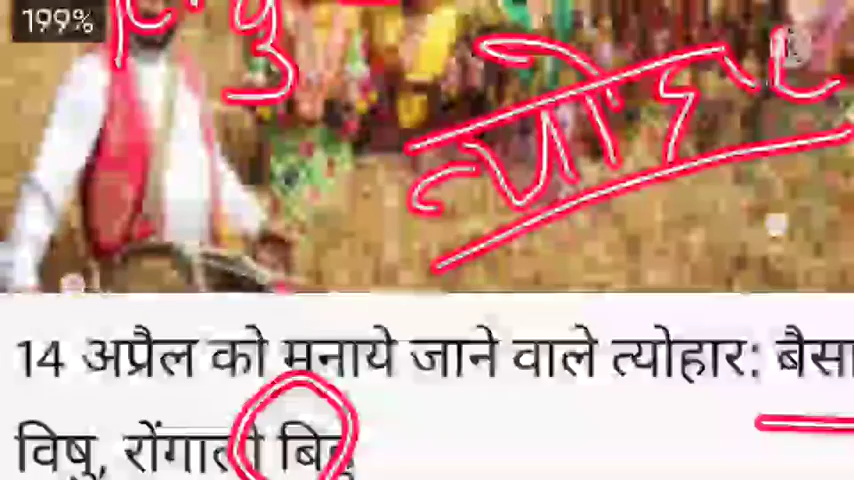 199%
त्योहार
14 अप्रैल को मनाये जाने वाले त्योहार:
विषु, रोंगाली बिहु